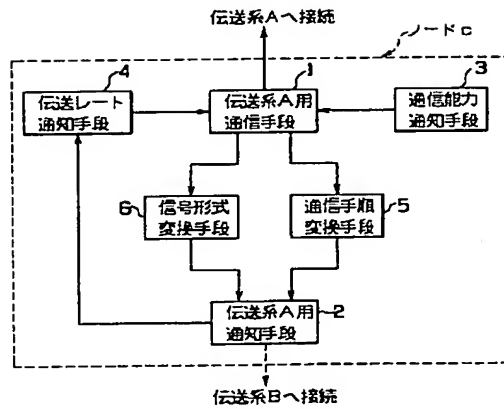 伝送系Aへ接続
ノードc
4
伝送レート
通知手段
1
伝送系A用
通信手段
3
通信能力
通知手段
6
信号形式
変換手段
通信手順
変換手段
5
伝送系A用
通知手段
2
伝送系Bへ接続